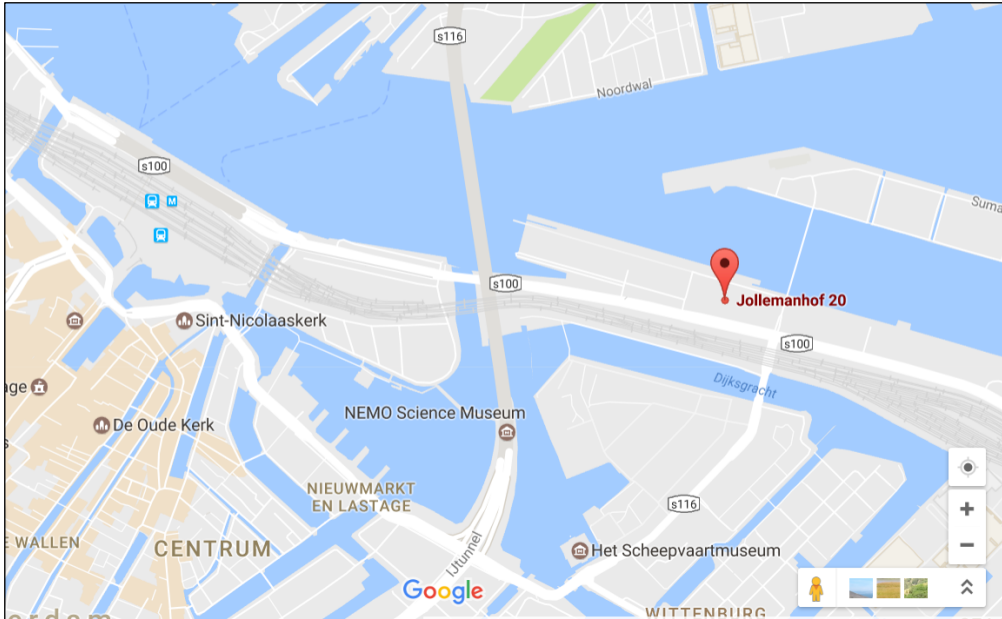 s116
Noordwal
s100
M
Suma
s100
Jollemanhof 20
Sint-Nicolaaskerk
s100
age
Dijksgracht
NEMO Science Museum
De Oude Kerk
s
NIEUWMARKT
EN LASTAGE
s116
E WALLEN
CENTRUM
IJtunnel
Het Scheepvaartmuseum
Google
WITTENBURG
erdam